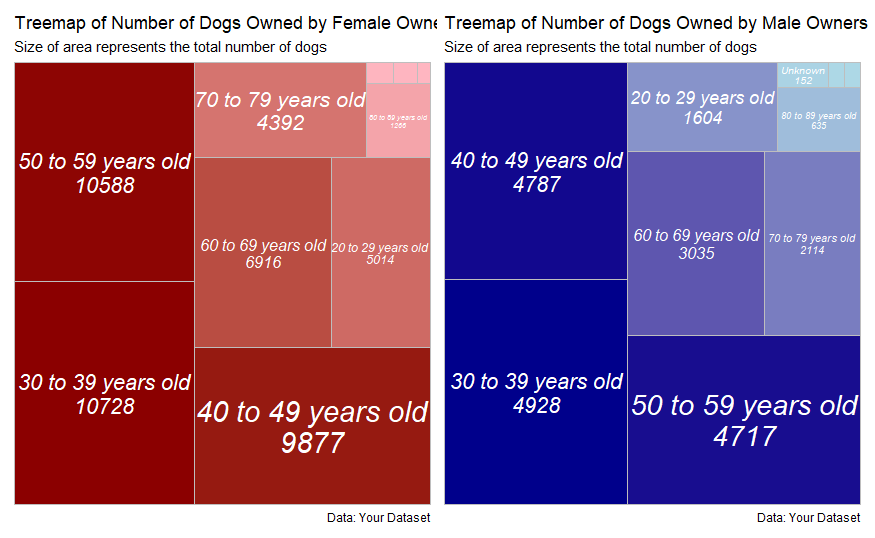 Treemap of Number of Dogs Owned by Female Owne
Size of area represents the total number of dogs
50 to 59 years old
10588
30 to 39 years old
10728
70 to 79 years old
4392
80 to 89 years old
1266
60 to 69 years old
6916
20 to 29 years old
5014
40 to 49 years old
9877
Data: Your Dataset
Treemap of Number of Dogs Owned by Male Owners
Size of area represents the total number of dogs
40 to 49 years old
4787
30 to 39 years old
4928
20 to 29 years old
1604
Unknown
152
80 to 89 years old
635
60 to 69 years old
3035
70 to 79 years old
2114
50 to 59 years old
4717
Data: Your Dataset